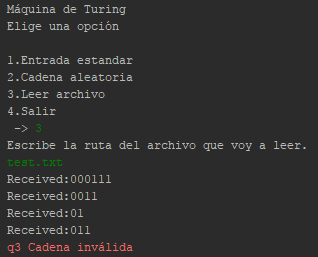 Máquina de Turing
Elige una opción
1.Entrada estandar
2.Cadena aleatoria
3.Leer archivo
4.Salir
-> 3
Escribe la ruta del archivo que voy a leer.
test.txt
Received:000111
Received:0011
Received:01
Received:011
q3 Cadena inválida